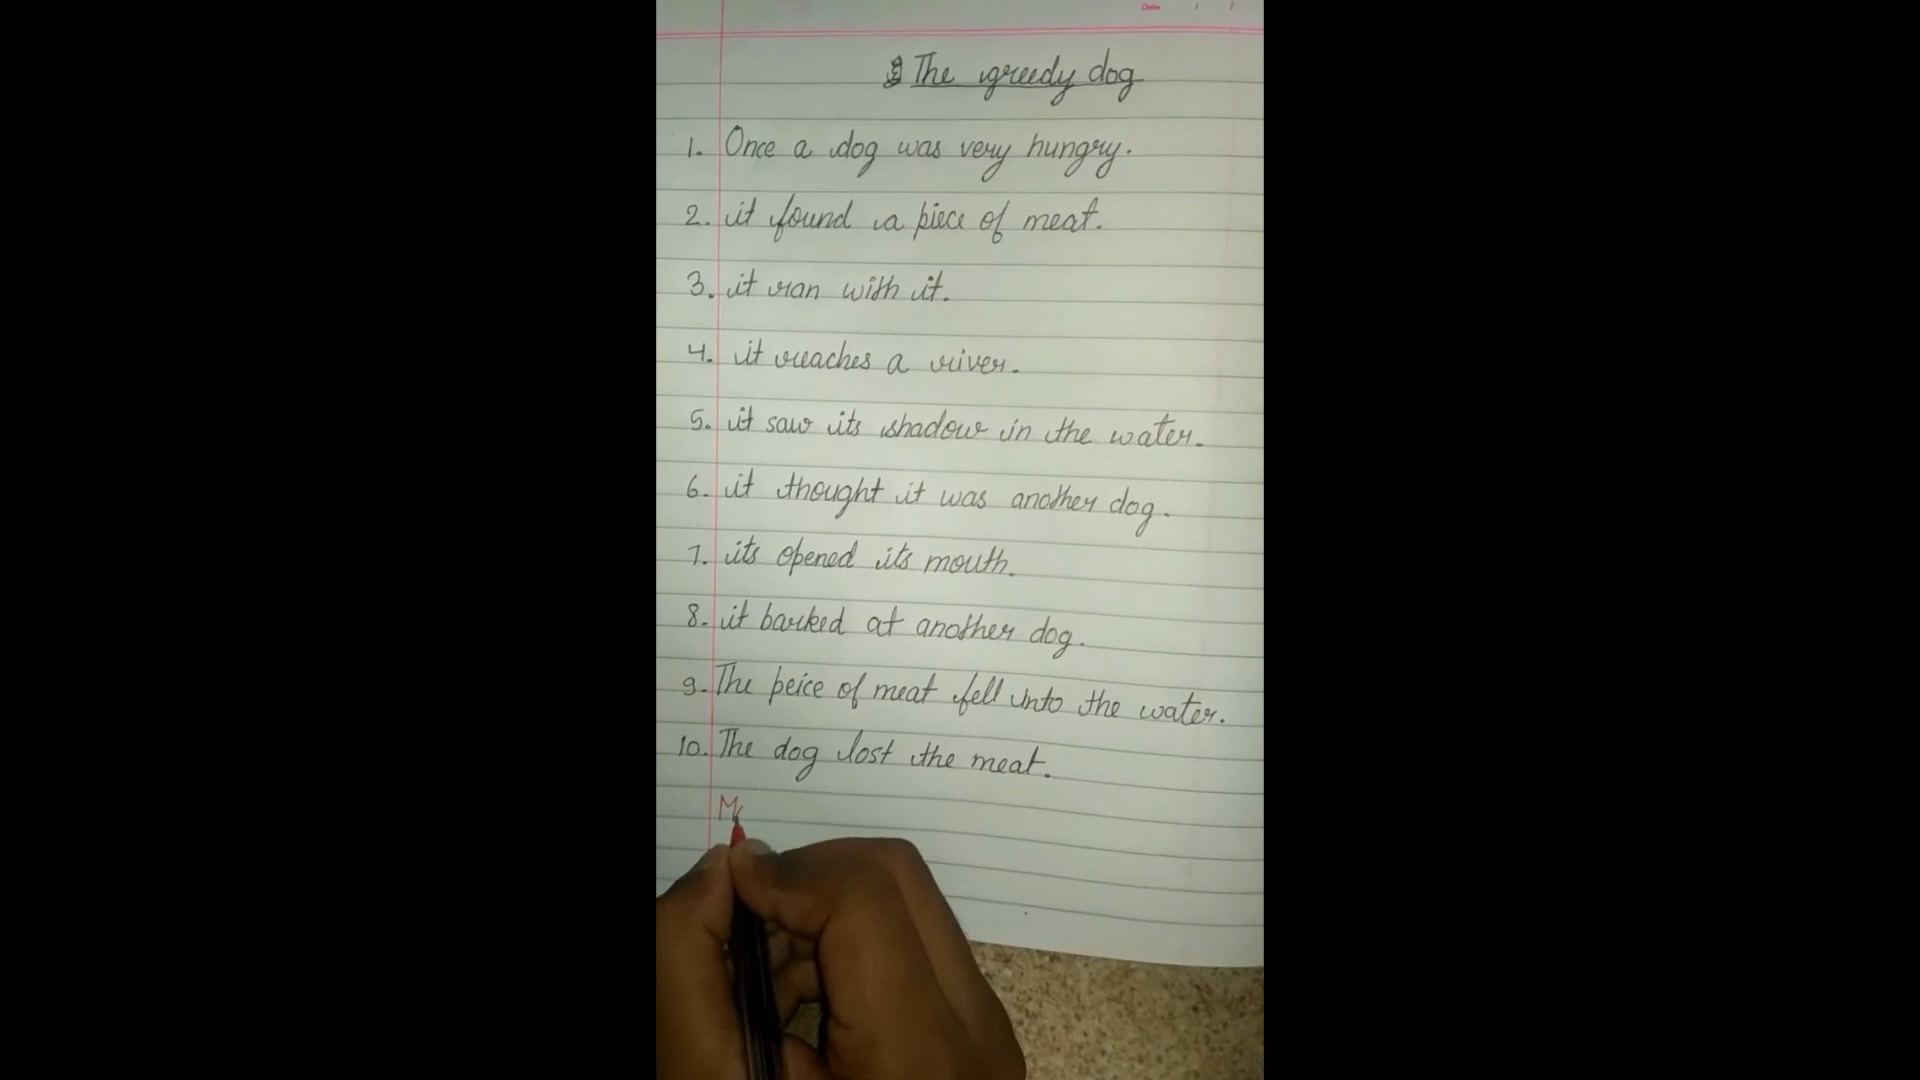 Date / /
The greedy dog
1. Once a dog was very hungry.
2. it found a piece of meat.
3. it ran with it.
4. it reaches a river.
5. it saw its shadow in the water.
6. it thought it was another dog.
7. its opened its mouth.
8. it barked at another dog.
9. The peice of meat fell into the water.
10. The dog lost the meat.
M